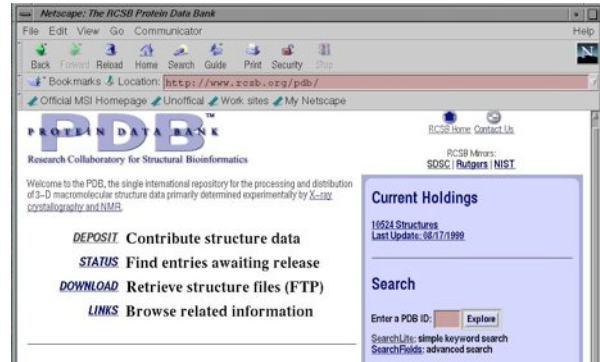 Netscape: The RCSB Protein Data Bank
File Edit View Go Communicator Help
Back Forward Reload Home Search Guide Print Security Stop
N
Bookmarks Location: http://www.rcsb.org/pdb/
Official MSI Homepage Unoffical Work sites My Netscape
PDB™
PROTEIN DATA BANK
Research Collaboratory for Structural Bioinformatics
RCSB Home Contact Us
RCSB Mirrors:
SDSC | Rutgers | NIST
Welcome to the PDB, the single international repository for the processing and distribution
of 3-D macromolecular structure data primarily determined experimentally by X-ray
crystallography and NMR.
DEPOSIT Contribute structure data
STATUS Find entries awaiting release
DOWNLOAD Retrieve structure files (FTP)
LINKS Browse related information
Current Holdings
10524 Structures
Last Update: 08/17/1999
Search
Enter a PDB ID: Explore
SearchLite: simple keyword search
SearchFields: advanced search